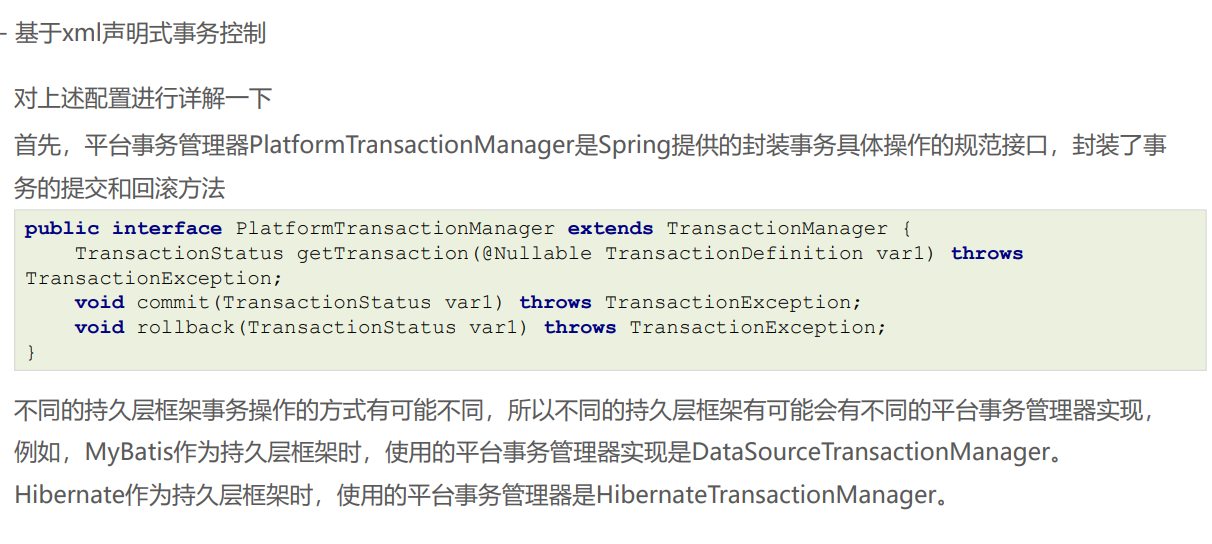 - 基于xml声明式事务控制
对上述配置进行详解一下
首先，平台事务管理器PlatformTransactionManager是Spring提供的封装事务具体操作的规范接口，封装了事
务的提交和回滚方法
public interface PlatformTransactionManager extends TransactionManager {
    TransactionStatus getTransaction(@Nullable TransactionDefinition var1) throws
TransactionException;
    void commit(TransactionStatus var1) throws TransactionException;
    void rollback(TransactionStatus var1) throws TransactionException;
}
不同的持久层框架事务操作的方式有可能不同，所以不同的持久层框架有可能会有不同的平台事务管理器实现，
例如，MyBatis作为持久层框架时，使用的平台事务管理器实现是DataSourceTransactionManager。
Hibernate作为持久层框架时，使用的平台事务管理器是HibernateTransactionManager。